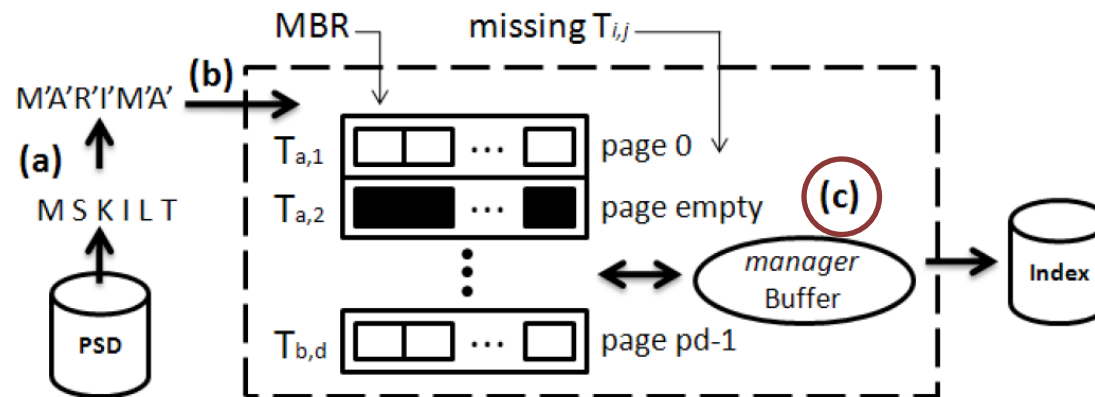 MBR
missing Ti,j
(b)
M'A'R'I'M'A'
(a)
M S K I L T
PSD
Ta,1
...
page 0
Ta,2
...
page empty
(c)
manager
Buffer
Index
Tb,d
...
page pd-1